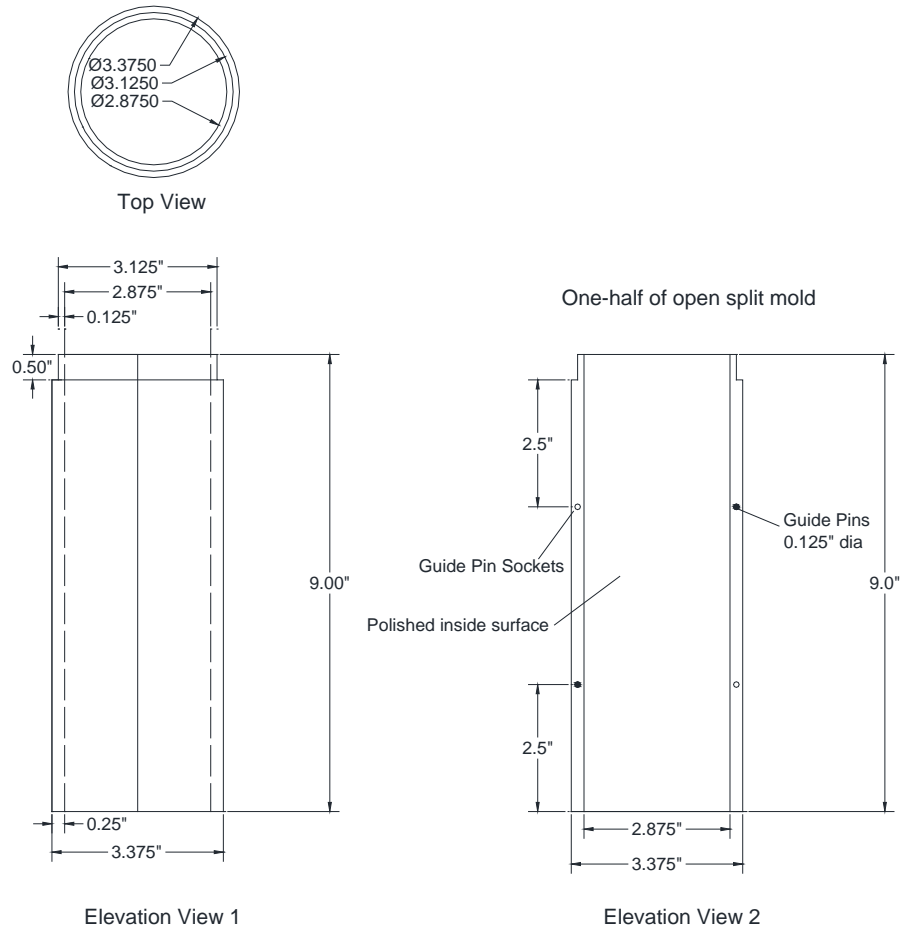 Ø3.3750
Ø3.1250
Ø2.8750
Top View
3.125"
2.875"
0.125"
0.50"
9.00"
0.25"
3.375"
Elevation View 1
One-half of open split mold
2.5"
Guide Pins
0.125" dia
Guide Pin Sockets
9.0"
Polished inside surface
2.5"
2.875"
3.375"
Elevation View 2